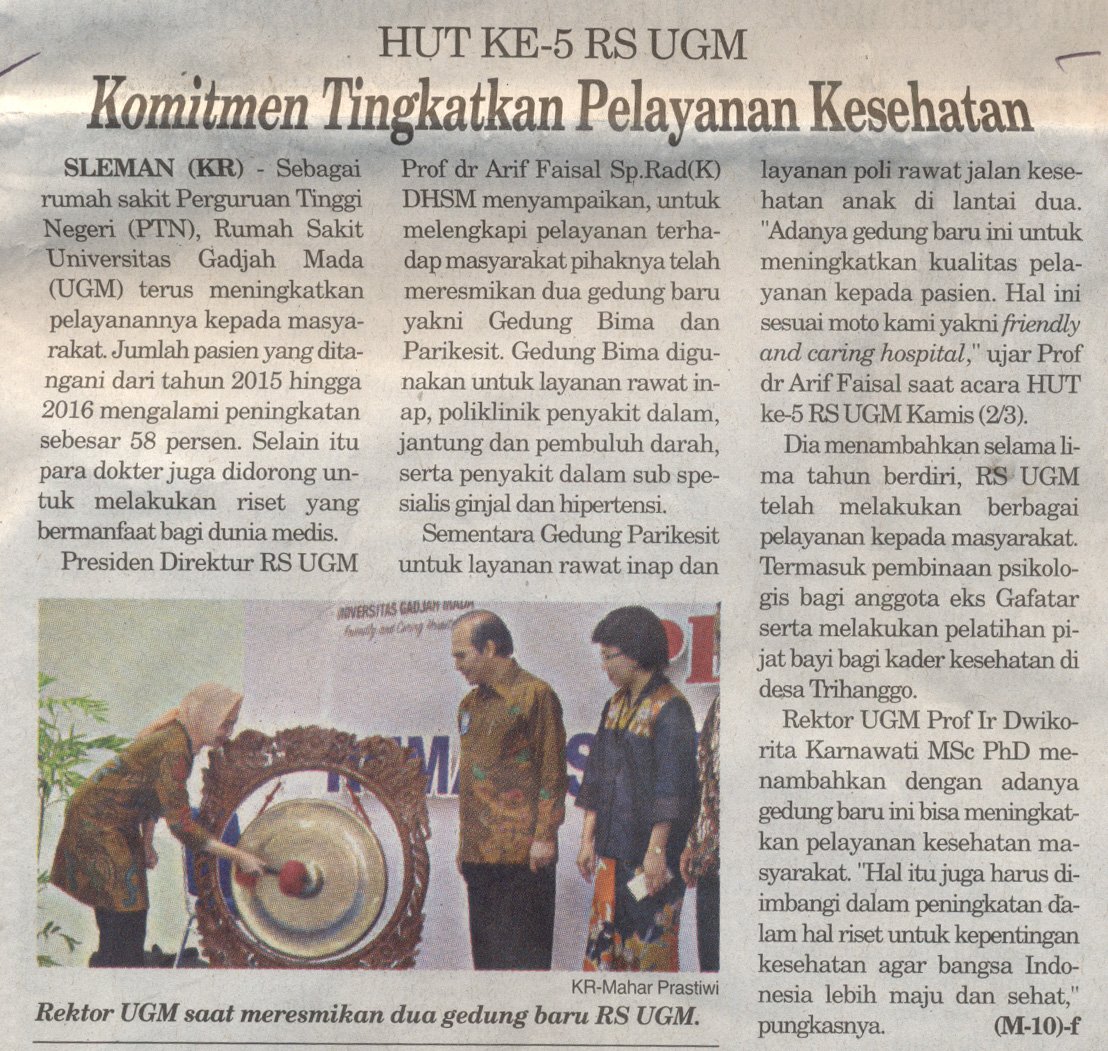 HUT KE-5 RS UGM
Komitmen Tingkatkan Pelayanan Kesehatan
SLEMAN (KR) - Sebagai
rumah sakit Perguruan Tinggi
Negeri (PTN), Rumah Sakit
Universitas Gadjah Mada
(UGM) terus meningkatkan
pelayanannya kepada masya-
rakat. Jumlah pasien yang dita-
ngani dari tahun 2015 hingga
2016 mengalami peningkatan
sebesar 58 persen. Selain itu
para dokter juga didorong un-
tuk melakukan riset yang
bermanfaat bagi dunia medis.
Presiden Direktur RS UGM
Prof dr Arif Faisal Sp.Rad(K)
DHSM menyampaikan, untuk
melengkapi pelayanan terha-
dap masyarakat pihaknya telah
meresmikan dua gedung baru
yakni Gedung Bima dan
Parikesit. Gedung Bima digu-
nakan untuk layanan rawat in-
ap, poliklinik penyakit dalam,
jantung dan pembuluh darah,
serta penyakit dalam sub spe-
sialis ginjal dan hipertensi.
Sementara Gedung Parikesit
untuk layanan rawat inap dan
layanan poli rawat jalan kese-
hatan anak di lantai dua.
"Adanya gedung baru ini untuk
meningkatkan kualitas pela-
yanan kepada pasien. Hal ini
sesuai moto kami yakni friendly
and caring hospital," ujar Prof
dr Arif Faisal saat acara HUT
ke-5 RS UGM Kamis (2/3).
Dia menambahkan selama li-
ma tahun berdiri, RS UGM
telah melakukan berbagai
pelayanan kepada masyarakat.
Termasuk pembinaan psikolo-
gis bagi anggota eks Gafatar
serta melakukan pelatihan pi-
jat bayi bagi kader kesehatan di
desa Trihanggo.
Rektor UGM Prof Ir Dwiko-
rita Karnawati MSc PhD me-
nambahkan dengan adanya
gedung baru ini bisa meningkat-
kan pelayanan kesehatan ma-
syarakat. "Hal itu juga harus di-
imbangi dalam peningkatan da-
lam hal riset untuk kepentingan
kesehatan agar bangsa Indo-
nesia lebih maju dan sehat,"
pungkasnya. (M-10)-f
UNIVERSITAS GADJAH MADA
Friendly and Caring
KR-Mahar Prastiwi
Rektor UGM saat meresmikan dua gedung baru RS UGM.